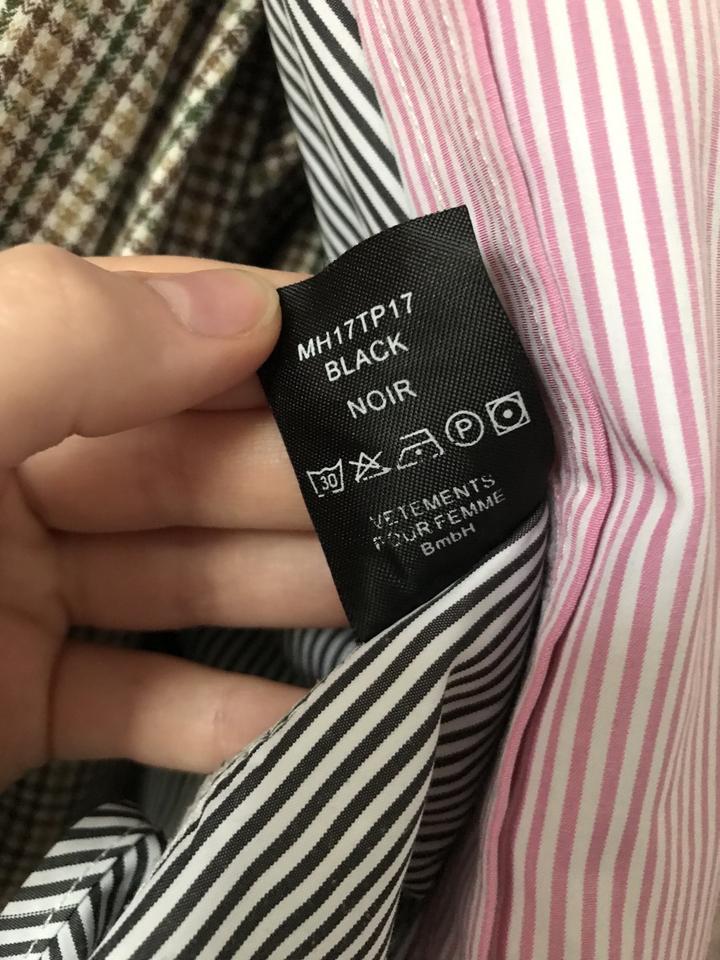 MH17TP17
BLACK
NOIR
30 P
VETEMENTS
POUR FEMME
BmbH